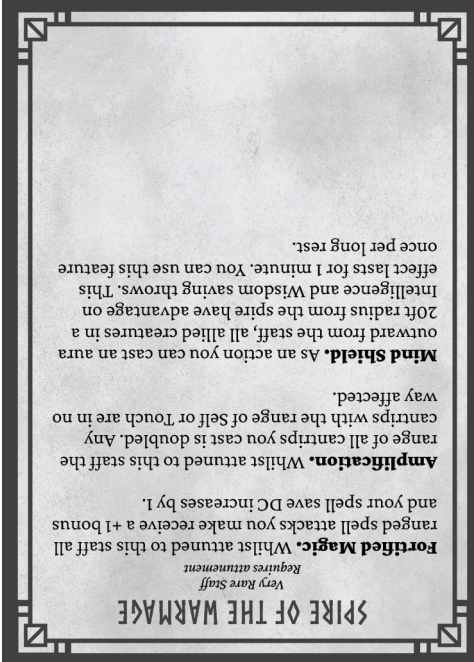 SPIRE OF THE WARMAGE
Very Rare Staff
Requires attunement
Fortified Magic. Whilst attuned to this staff all
ranged spell attacks you make receive a +1 bonus
and your spell save DC increases by 1.
Amplification. Whilst attuned to this staff the
range of all cantrips you cast is doubled. Any
cantrips with the range of Self or Touch are in no
way affected.
Mind Shield. As an action you can cast an aura
outward from the staff, all allied creatures in a
20ft radius from the spire have advantage on
Intelligence and Wisdom saving throws. This
effect lasts for 1 minute. You can use this feature
once per long rest.